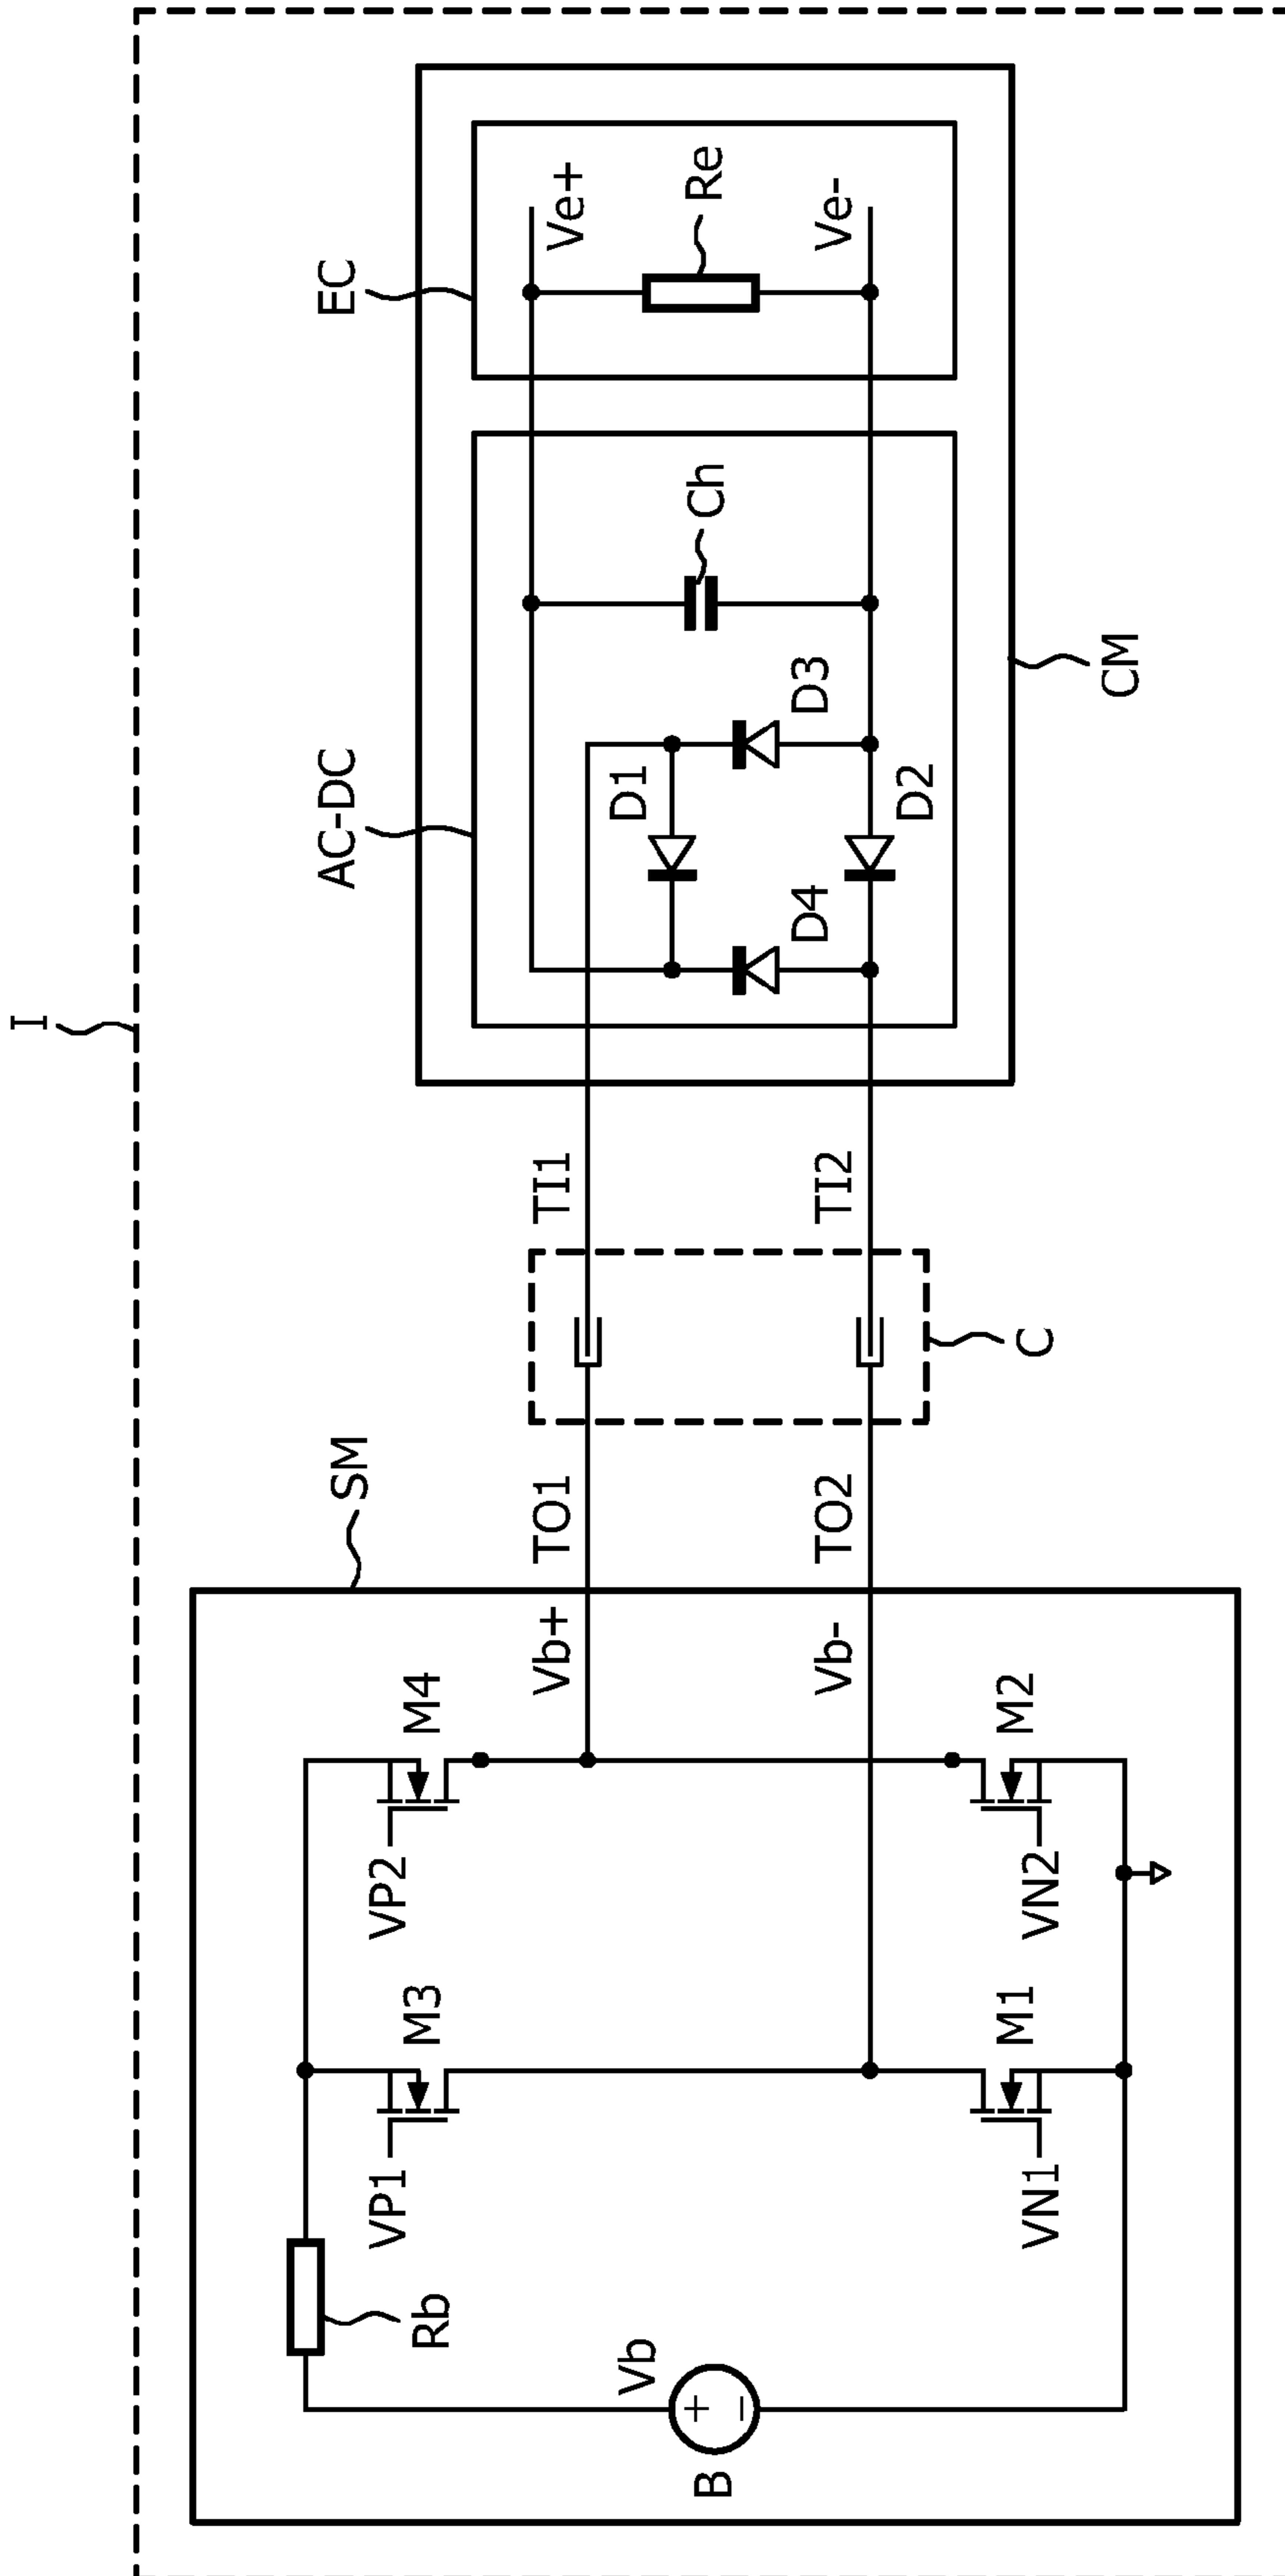 I
SM
AC-DC
EC
Rb
VP1
M3
VP2
M4
Vb+
TO1
TI1
D1
Ve+
B
+
−
Vb
Ch
Re
D4
D3
Vb-
TO2
TI2
D2
Ve-
VN1
M1
VN2
M2
C
CM